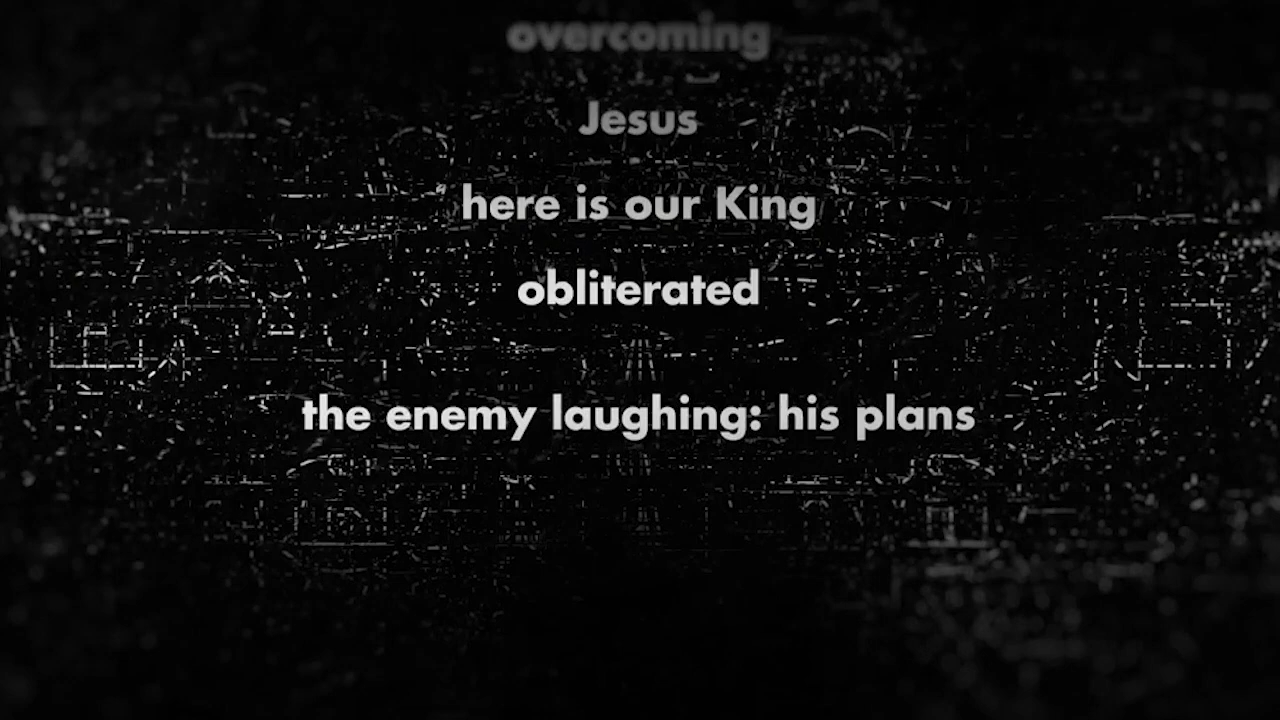 overcoming
Jesus
here is our King
obliterated
the enemy laughing: his plans